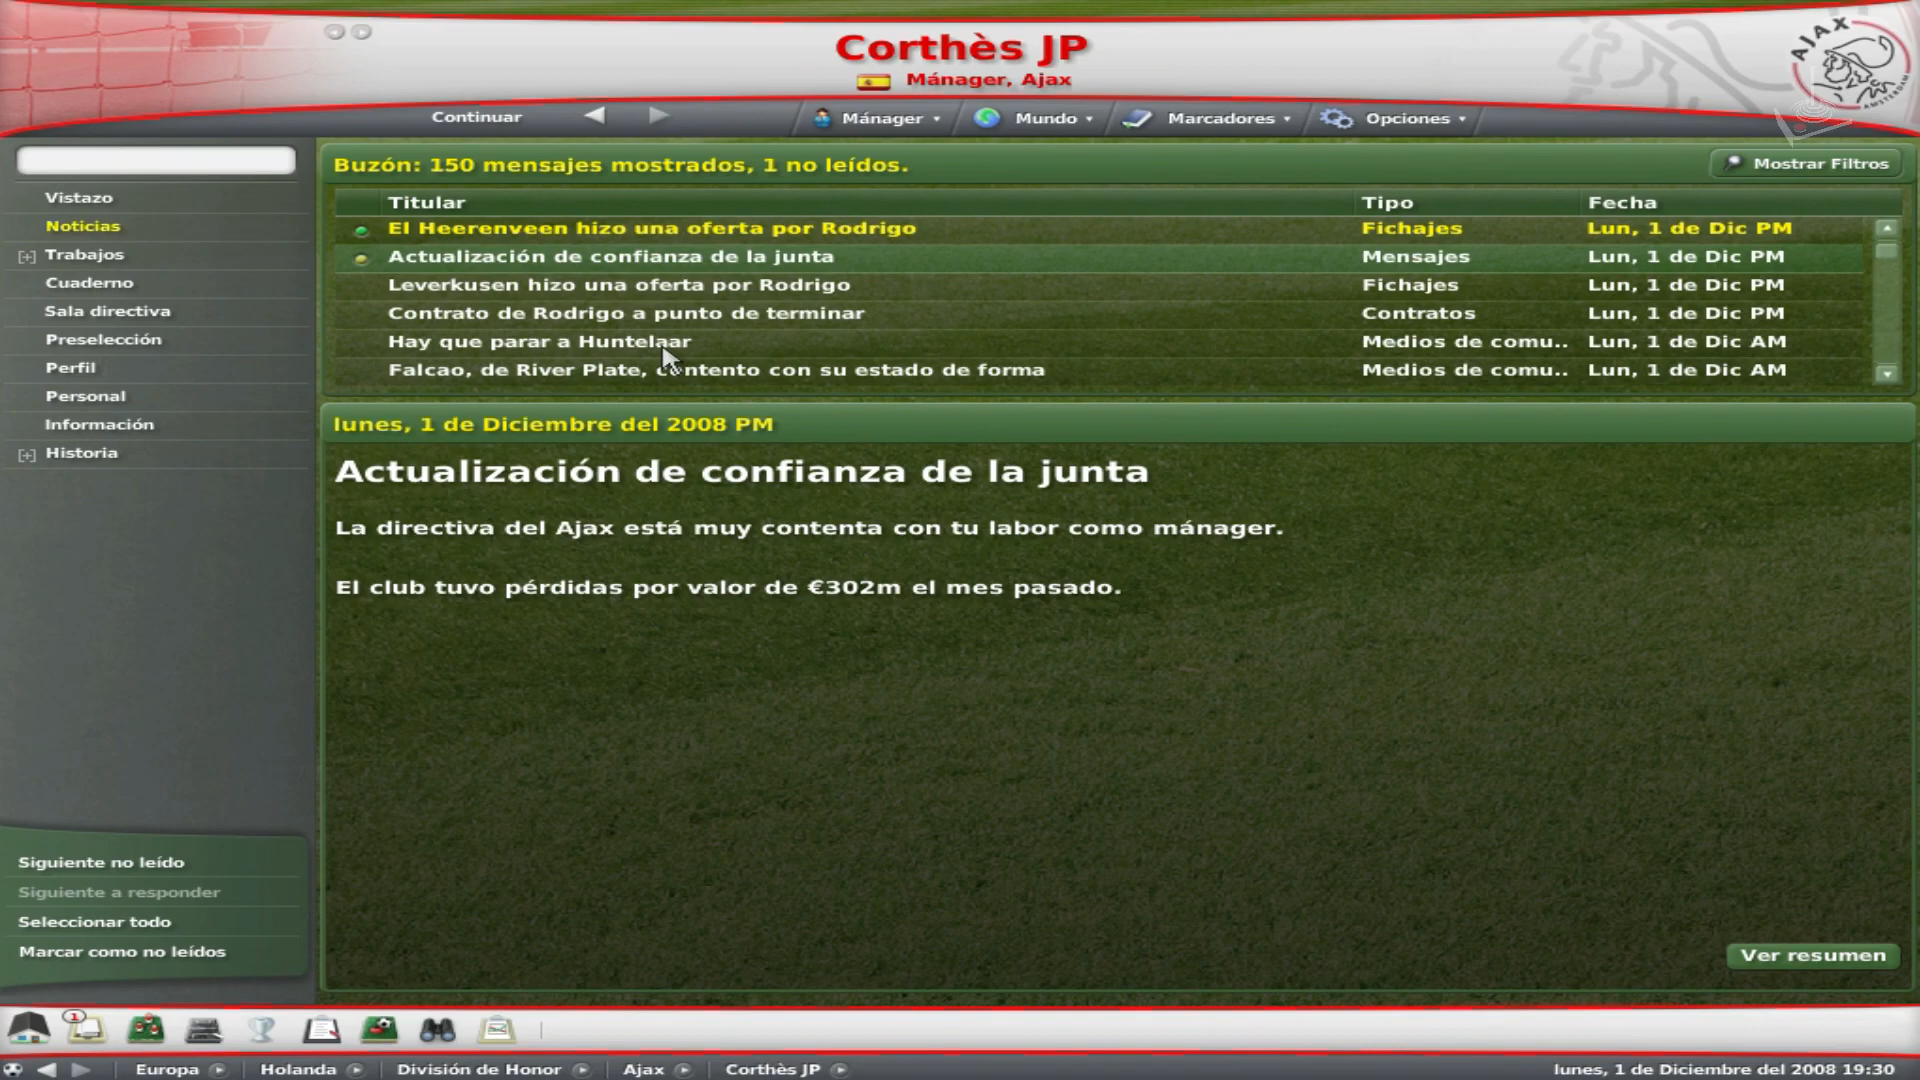 Corthès JP
Mánager, Ajax
AJAX
AMSTERDAM
Continuar
Mánager
Mundo
Marcadores
Opciones
Buzón: 150 mensajes mostrados, 1 no leídos.
Mostrar Filtros
Titular Tipo Fecha
El Heerenveen hizo una oferta por Rodrigo Fichajes Lun, 1 de Dic PM
Actualización de confianza de la junta Mensajes Lun, 1 de Dic PM
Leverkusen hizo una oferta por Rodrigo Fichajes Lun, 1 de Dic PM
Contrato de Rodrigo a punto de terminar Contratos Lun, 1 de Dic PM
Hay que parar a Huntelaar Medios de comu.. Lun, 1 de Dic AM
Falcao, de River Plate, contento con su estado de forma Medios de comu.. Lun, 1 de Dic AM
Vistazo
Noticias
[+] Trabajos
Cuaderno
Sala directiva
Preselección
Perfil
Personal
Información
[+] Historia
lunes, 1 de Diciembre del 2008 PM
Actualización de confianza de la junta
La directiva del Ajax está muy contenta con tu labor como mánager.
El club tuvo pérdidas por valor de €302m el mes pasado.
Siguiente no leído
Siguiente a responder
Seleccionar todo
Marcar como no leídos
Ver resumen
1
Europa
Holanda
División de Honor
Ajax
Corthès JP
lunes, 1 de Diciembre del 2008 19:30